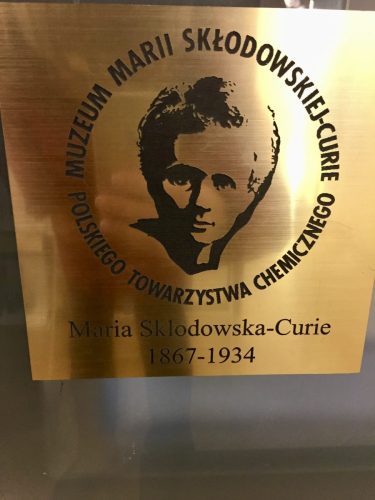 MUZEUM MARII SKŁODOWSKIEJ-CURIE
POLSKIEGO TOWARZYSTWA CHEMICZNEGO
Maria Skłodowska-Curie
1867-1934